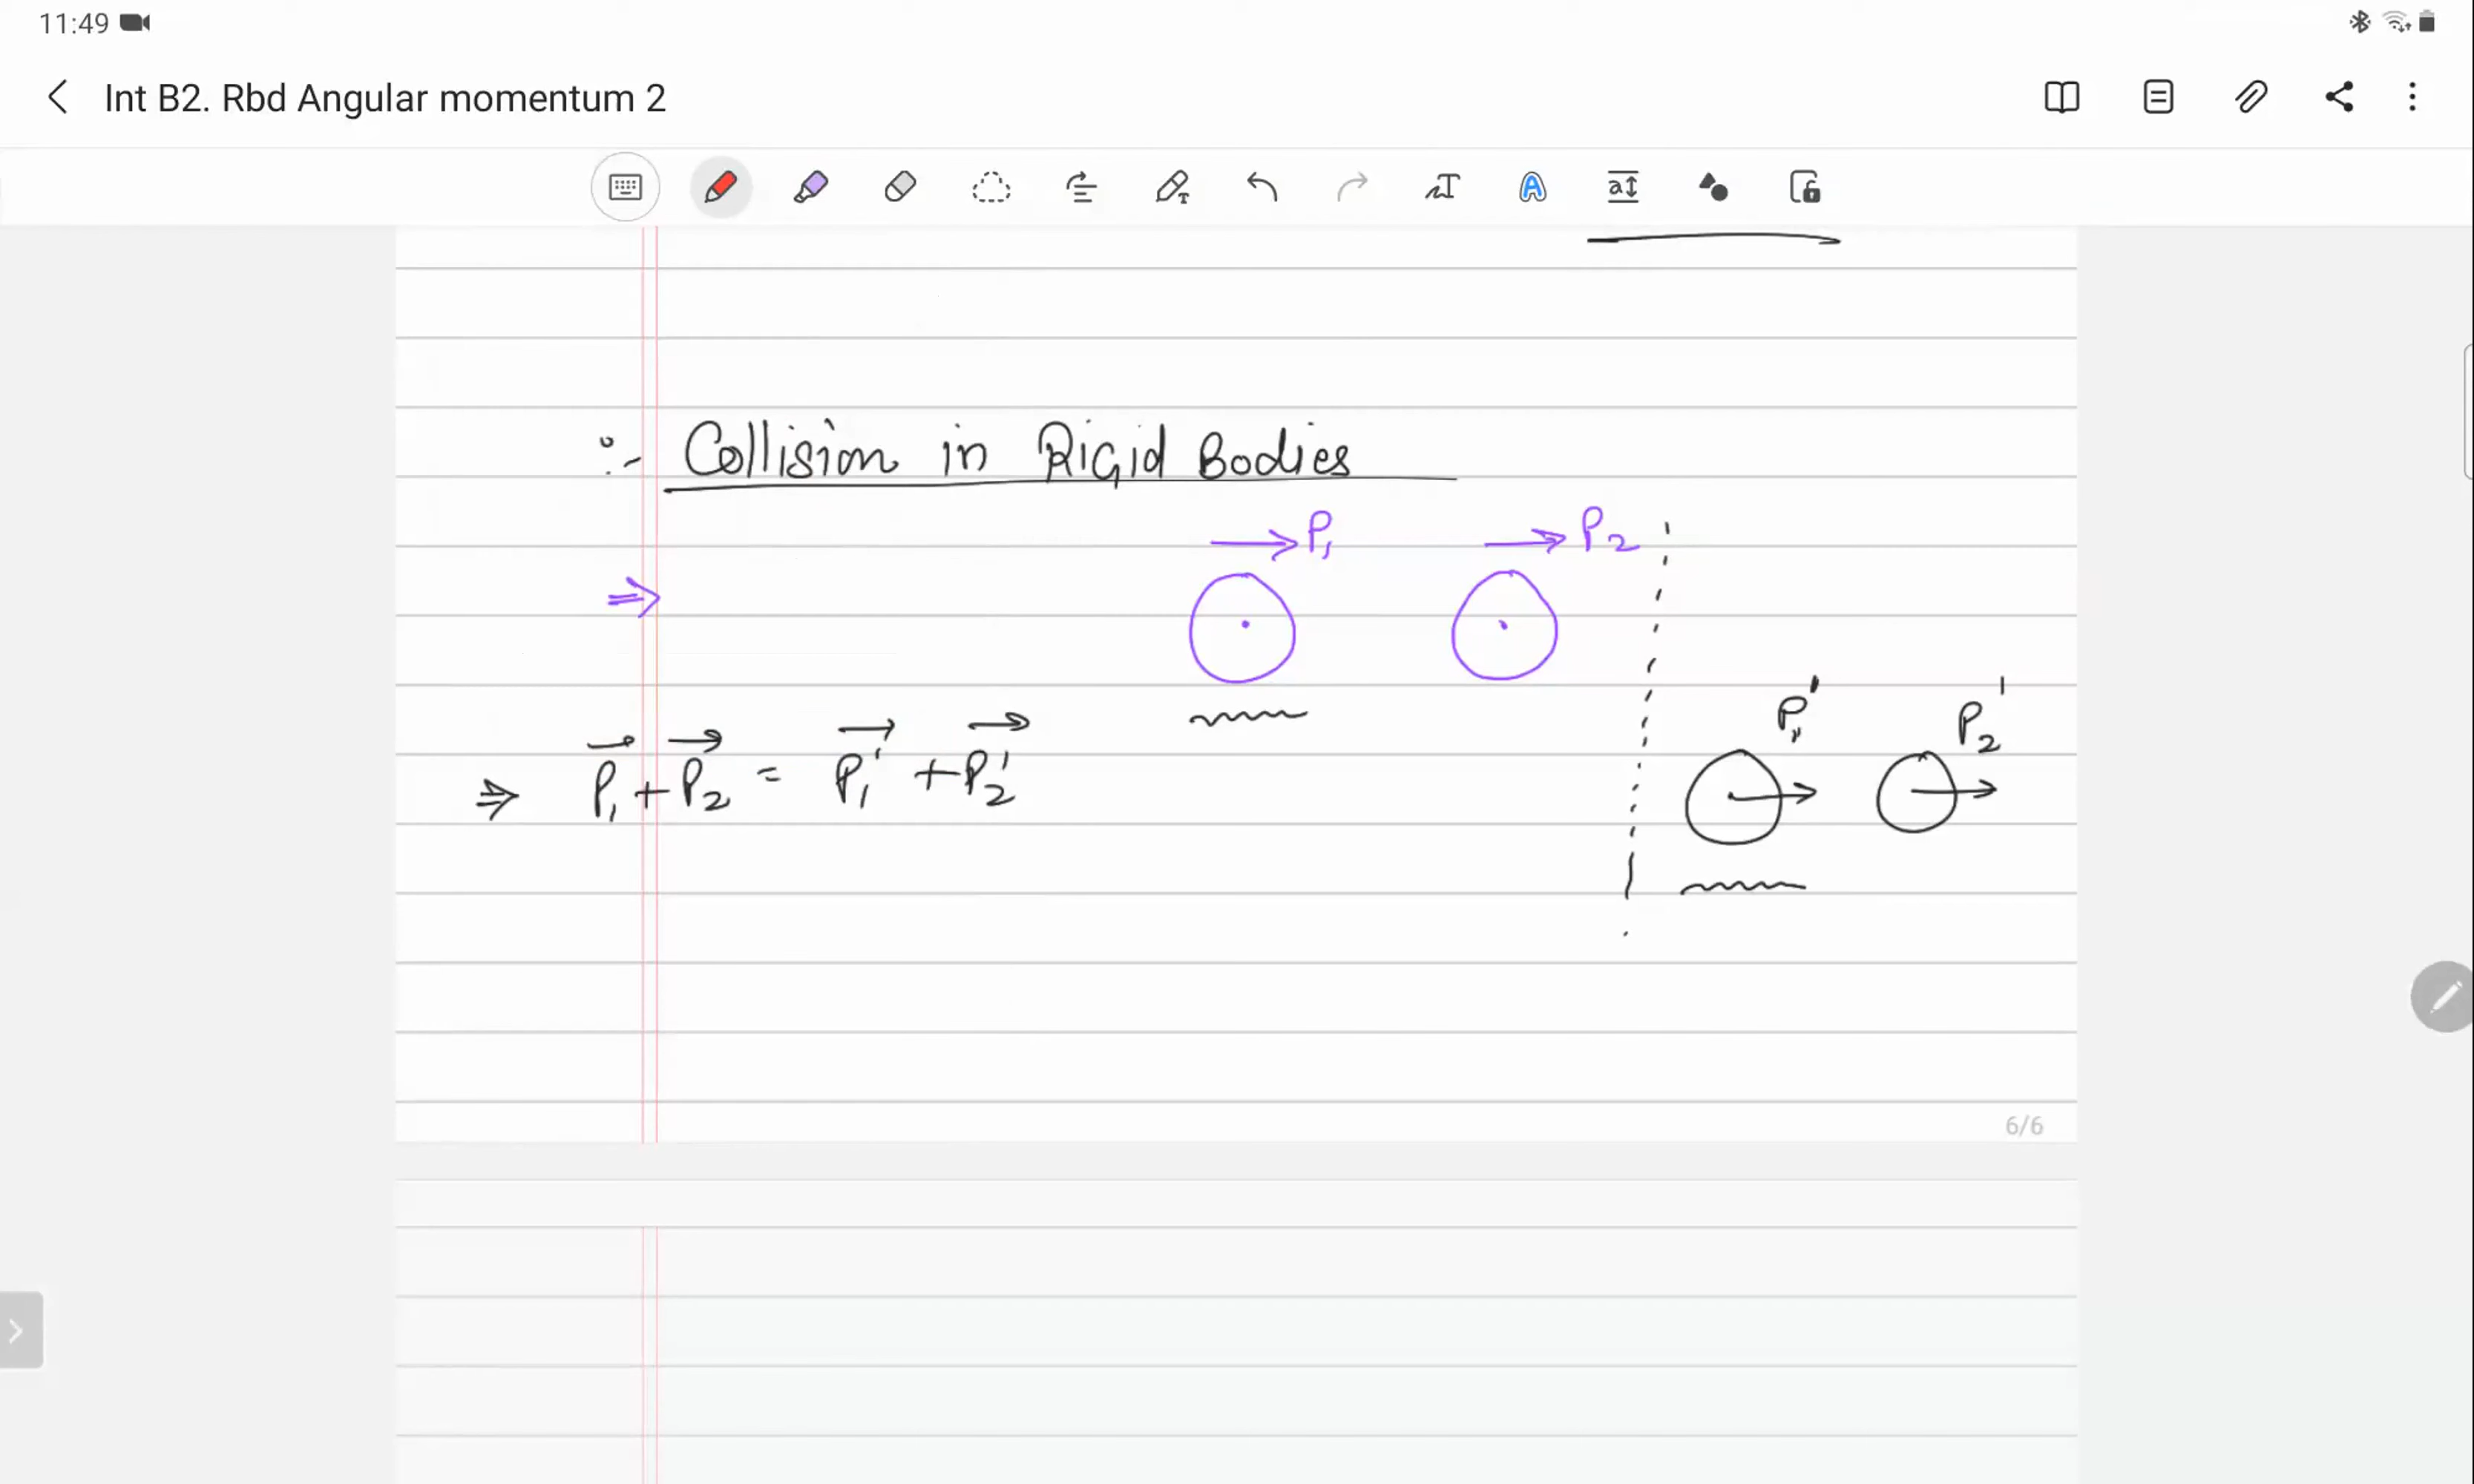 11:49
Int B2. Rbd Angular momentum 2
:- Collision in Rigid Bodies
P₁ P₂
⇒
P₁' P₂'
⇒ P₁ + P₂ = P₁' + P₂'
6/6